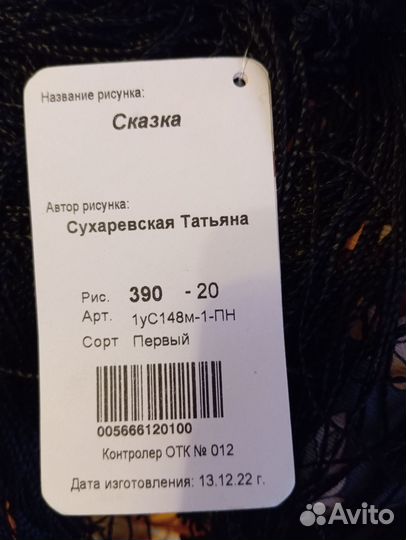 Название рисунка:
Сказка
Автор рисунка:
Сухаревская Татьяна
Рис. 390 - 20
Арт. 1уС148м-1-ПН
Сорт Первый
005666120100
Контролер ОТК № 012
Дата изготовления: 13.12.22 г.
Avito